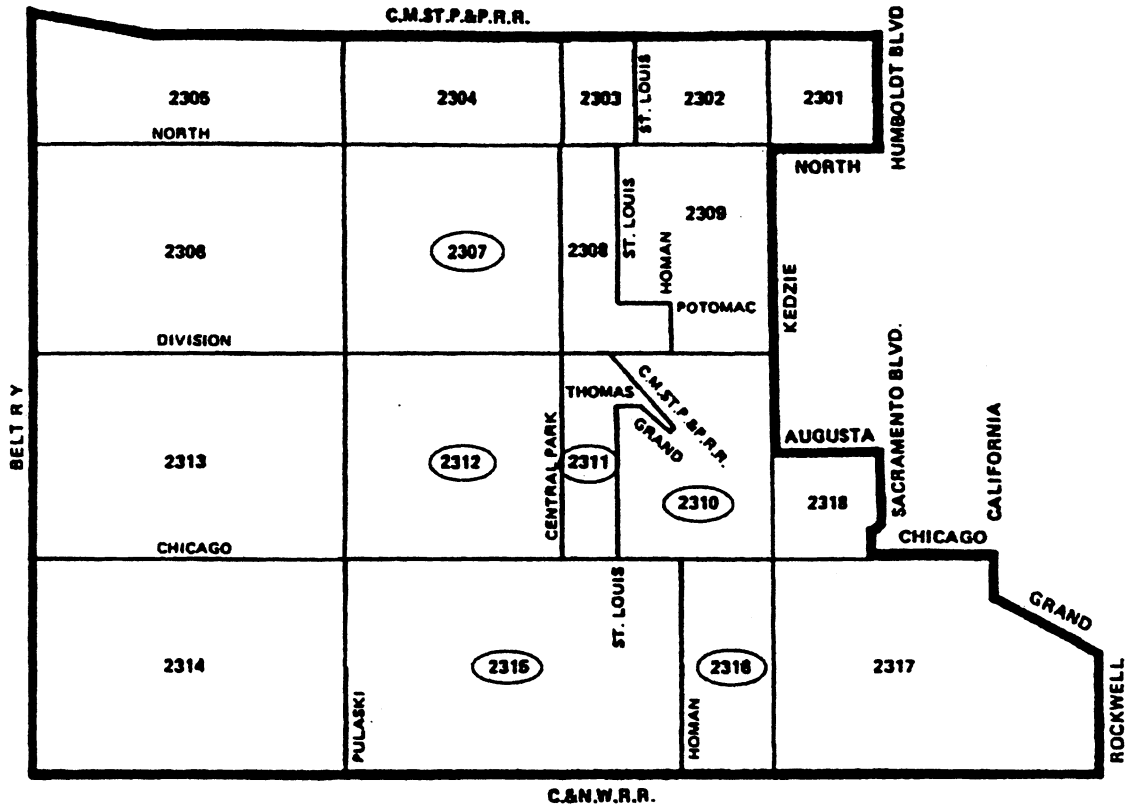 C.M.ST.P.&P.R.R.
HUMBOLDT BLVD
2305
2304
2303
ST. LOUIS
2302
2301
NORTH
NORTH
2306
2307
2308
ST. LOUIS
2309
HOMAN
POTOMAC
KEDZIE
DIVISION
BELT RY
THOMAS
C.M.ST.P.&P.R.R.
GRAND
CENTRAL PARK
AUGUSTA
SACRAMENTO BLVD.
CALIFORNIA
2313
2312
2311
2310
2318
CHICAGO
CHICAGO
ST. LOUIS
GRAND
2314
2315
2316
2317
PULASKI
HOMAN
ROCKWELL
C.&N.W.R.R.